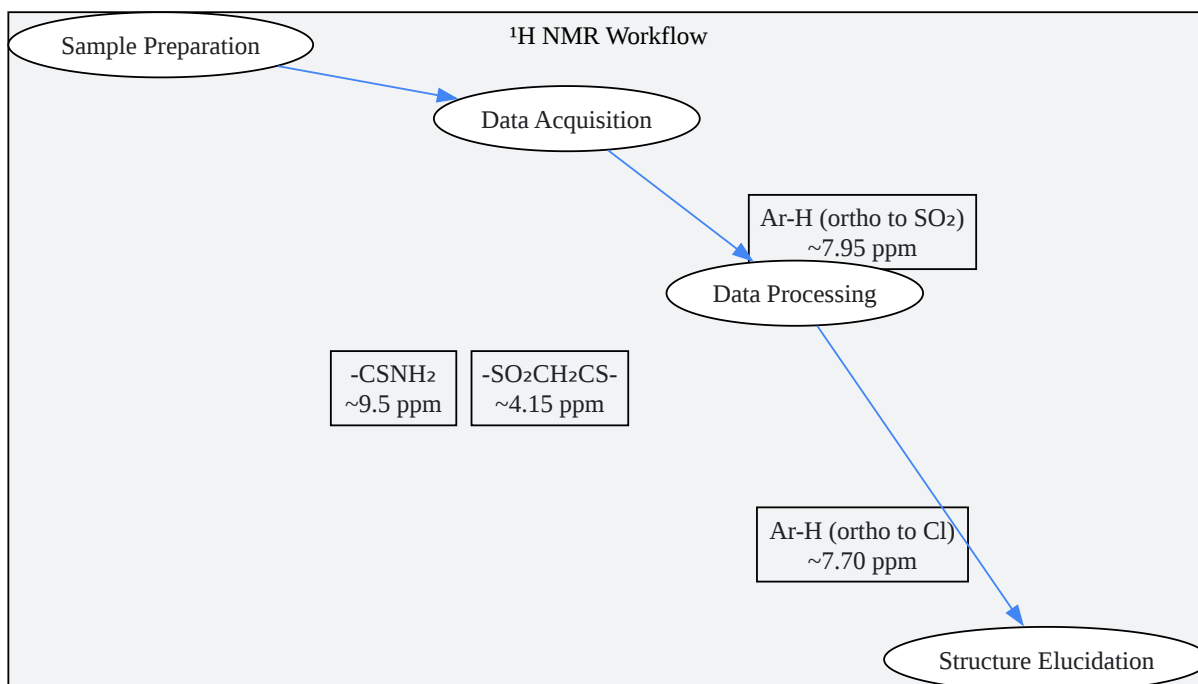 ¹H NMR Workflow
Sample Preparation
Data Acquisition
Ar-H (ortho to SO₂)
~7.95 ppm
Data Processing
-CSNH₂
~9.5 ppm
-SO₂CH₂CS-
~4.15 ppm
Ar-H (ortho to Cl)
~7.70 ppm
Structure Elucidation